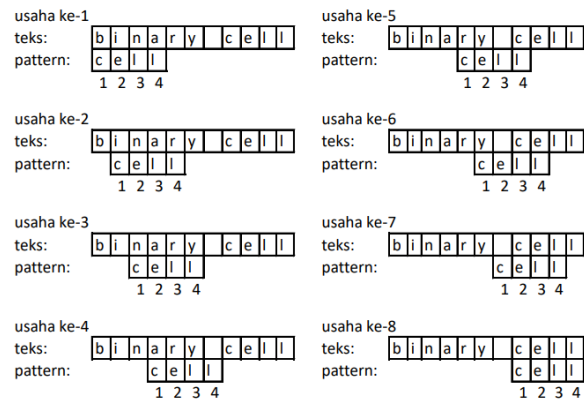 usaha ke-1
teks: b i n a r y c e l l
pattern: c e l l
1 2 3 4
usaha ke-2
teks: b i n a r y c e l l
pattern: c e l l
1 2 3 4
usaha ke-3
teks: b i n a r y c e l l
pattern: c e l l
1 2 3 4
usaha ke-4
teks: b i n a r y c e l l
pattern: c e l l
1 2 3 4
usaha ke-5
teks: b i n a r y c e l l
pattern: c e l l
1 2 3 4
usaha ke-6
teks: b i n a r y c e l l
pattern: c e l l
1 2 3 4
usaha ke-7
teks: b i n a r y c e l l
pattern: c e l l
1 2 3 4
usaha ke-8
teks: b i n a r y c e l l
pattern: c e l l
1 2 3 4